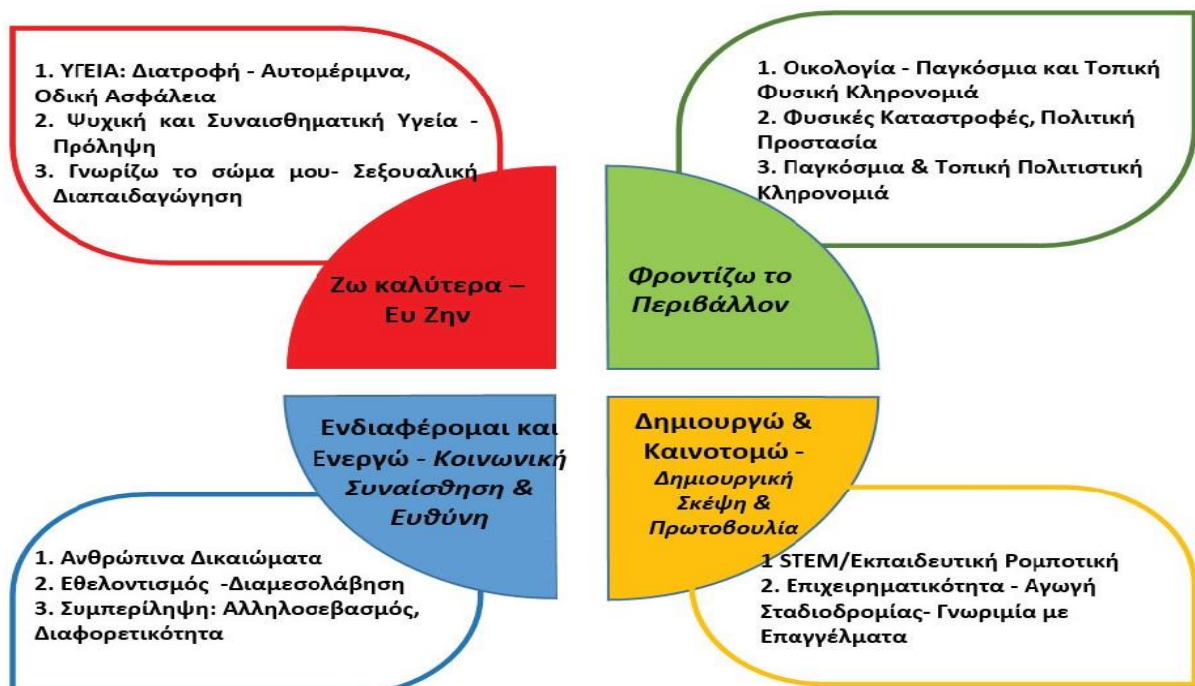 1. ΥΓΕΙΑ: Διατροφή - Αυτομέριμνα,
Οδική Ασφάλεια
2. Ψυχική και Συναισθηματική Υγεία -
Πρόληψη
3. Γνωρίζω το σώμα μου- Σεξουαλική
Διαπαιδαγώγηση
1. Οικολογία - Παγκόσμια και Τοπική
Φυσική Κληρονομιά
2. Φυσικές Καταστροφές, Πολιτική
Προστασία
3. Παγκόσμια & Τοπική Πολιτιστική
Κληρονομιά
Ζω καλύτερα –
Ευ Ζην
Φροντίζω το
Περιβάλλον
Ενδιαφέρομαι και
Ενεργώ - Κοινωνική
Συναίσθηση &
Ευθύνη
Δημιουργώ &
Καινοτομώ -
Δημιουργική
Σκέψη &
Πρωτοβουλία
1. Ανθρώπινα Δικαιώματα
2. Εθελοντισμός -Διαμεσολάβηση
3. Συμπερίληψη: Αλληλοσεβασμός,
Διαφορετικότητα
1 STEM/Εκπαιδευτική Ρομποτική
2. Επιχειρηματικότητα - Αγωγή
Σταδιοδρομίας- Γνωριμία με
Επαγγέλματα